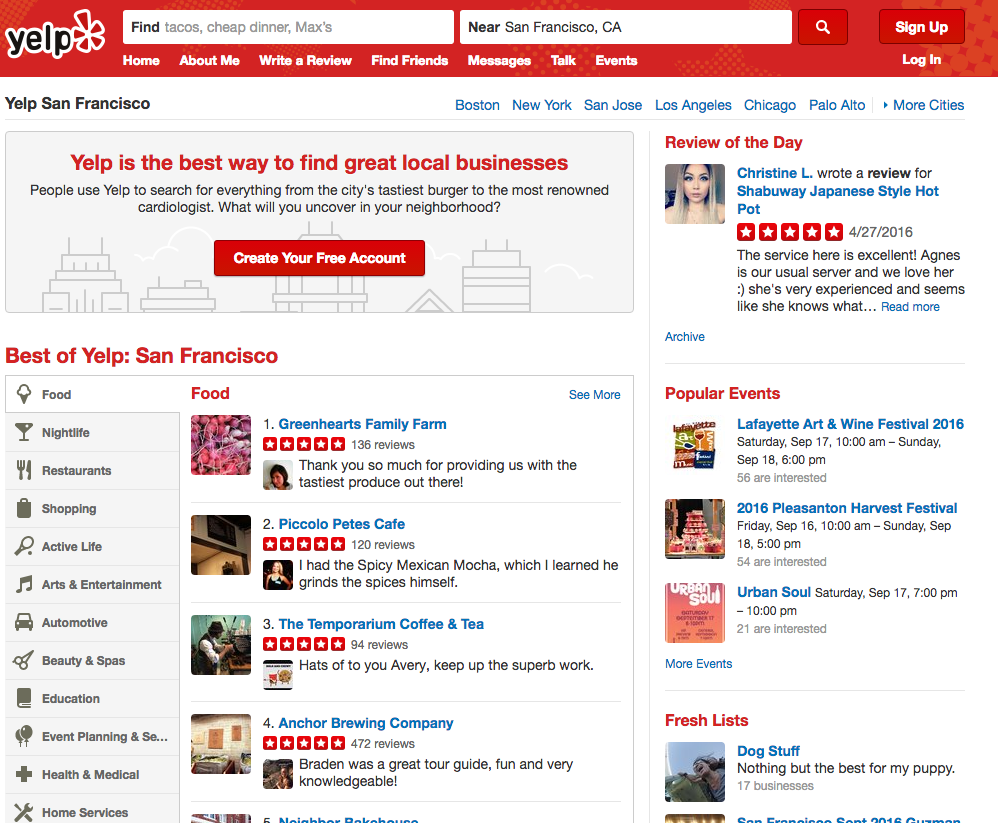 yelp
Find tacos, cheap dinner, Max's
Near San Francisco, CA
Sign Up
Home About Me Write a Review Find Friends Messages Talk Events
Log In
Yelp San Francisco
Boston New York San Jose Los Angeles Chicago Palo Alto More Cities
Yelp is the best way to find great local businesses
People use Yelp to search for everything from the city's tastiest burger to the most renowned
cardiologist. What will you uncover in your neighborhood?
Create Your Free Account
Best of Yelp: San Francisco
Food
Nightlife
Restaurants
Shopping
Active Life
Arts & Entertainment
Automotive
Beauty & Spas
Education
Event Planning & Se...
Health & Medical
Home Services
Food
See More
1. Greenhearts Family Farm
136 reviews
Thank you so much for providing us with the
tastiest produce out there!
2. Piccolo Petes Cafe
120 reviews
I had the Spicy Mexican Mocha, which I learned he
grinds the spices himself.
3. The Temporarium Coffee & Tea
94 reviews
Hats of to you Avery, keep up the superb work.
4. Anchor Brewing Company
472 reviews
Braden was a great tour guide, fun and very
knowledgeable!
5. Neighbor Bakehouse
Review of the Day
Christine L. wrote a review for
Shabuway Japanese Style Hot
Pot
4/27/2016
The service here is excellent! Agnes
is our usual server and we love her
:) she's very experienced and seems
like she knows what… Read more
Archive
Popular Events
lafayette
Lafayette Art & Wine Festival 2016
Saturday, Sep 17, 10:00 am – Sunday,
Sep 18, 6:00 pm
56 are interested
2016 Pleasanton Harvest Festival
Friday, Sep 16, 10:00 am – Sunday, Sep
18, 5:00 pm
54 are interested
URBAN
SOUL
SATURDAY
SEPTEMBER 17
Urban Soul Saturday, Sep 17, 7:00 pm
– 10:00 pm
21 are interested
More Events
Fresh Lists
Dog Stuff
Nothing but the best for my puppy.
17 businesses
San Francisco Sept 2016 Guzman